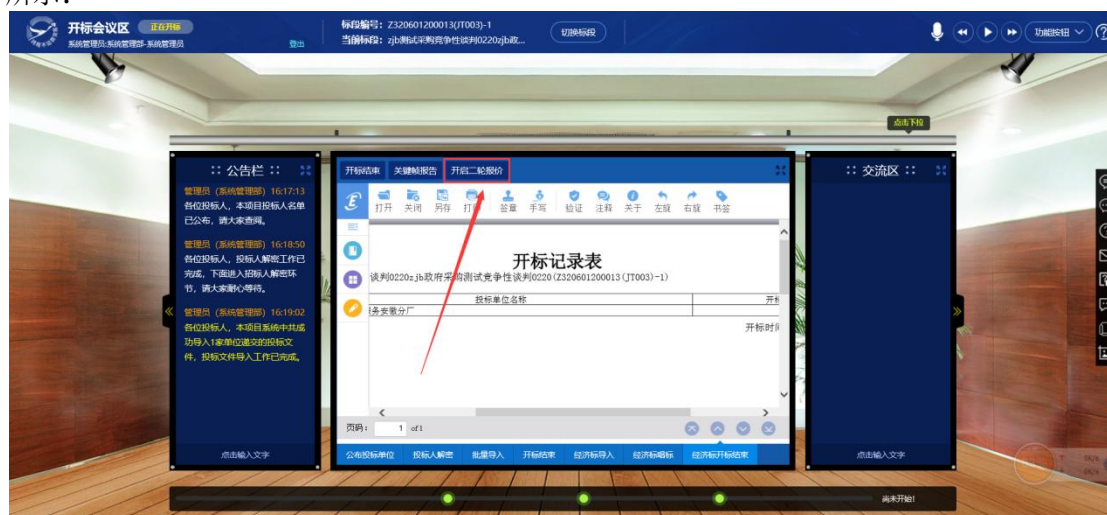 所示：
开标会议区 正在开标
系统管理员:系统管理部-系统管理员 登出
标段编号：Z320601200013(JT003)-1
当前标段：zjb测试采购竞争性谈判0220zjb政...
切换标段
功能按钮
点击下拉
:: 公告栏 ::
管理员（系统管理部）16:17:13
各位投标人，本项目投标人名单
已公布，请大家查阅。
管理员（系统管理部）16:18:50
各位投标人，投标人解密工作已
完成，下面进入招标人解密环
节，请大家耐心等待。
管理员（系统管理部）16:19:02
各位投标人，本项目系统中共成
功导入1家单位递交的投标文
件，投标文件导入工作已完成。
点击输入文字
开标结束 关键帧报告 开启二轮报价
打开 关闭 另存 打印 签章 手写 验证 注释 关于 左旋 右旋 书签
开标记录表
谈判0220zjb政府采购测试竞争性谈判0220(Z320601200013(JT003)-1)
投标单位名称 开标
服务安徽分厂
开标时间
页码： 1 of1
公布投标单位 投标人解密 批量导入 开标结束 经济标导入 经济标唱标 经济标开标结束
:: 交流区 ::
点击输入文字
尚未开始!